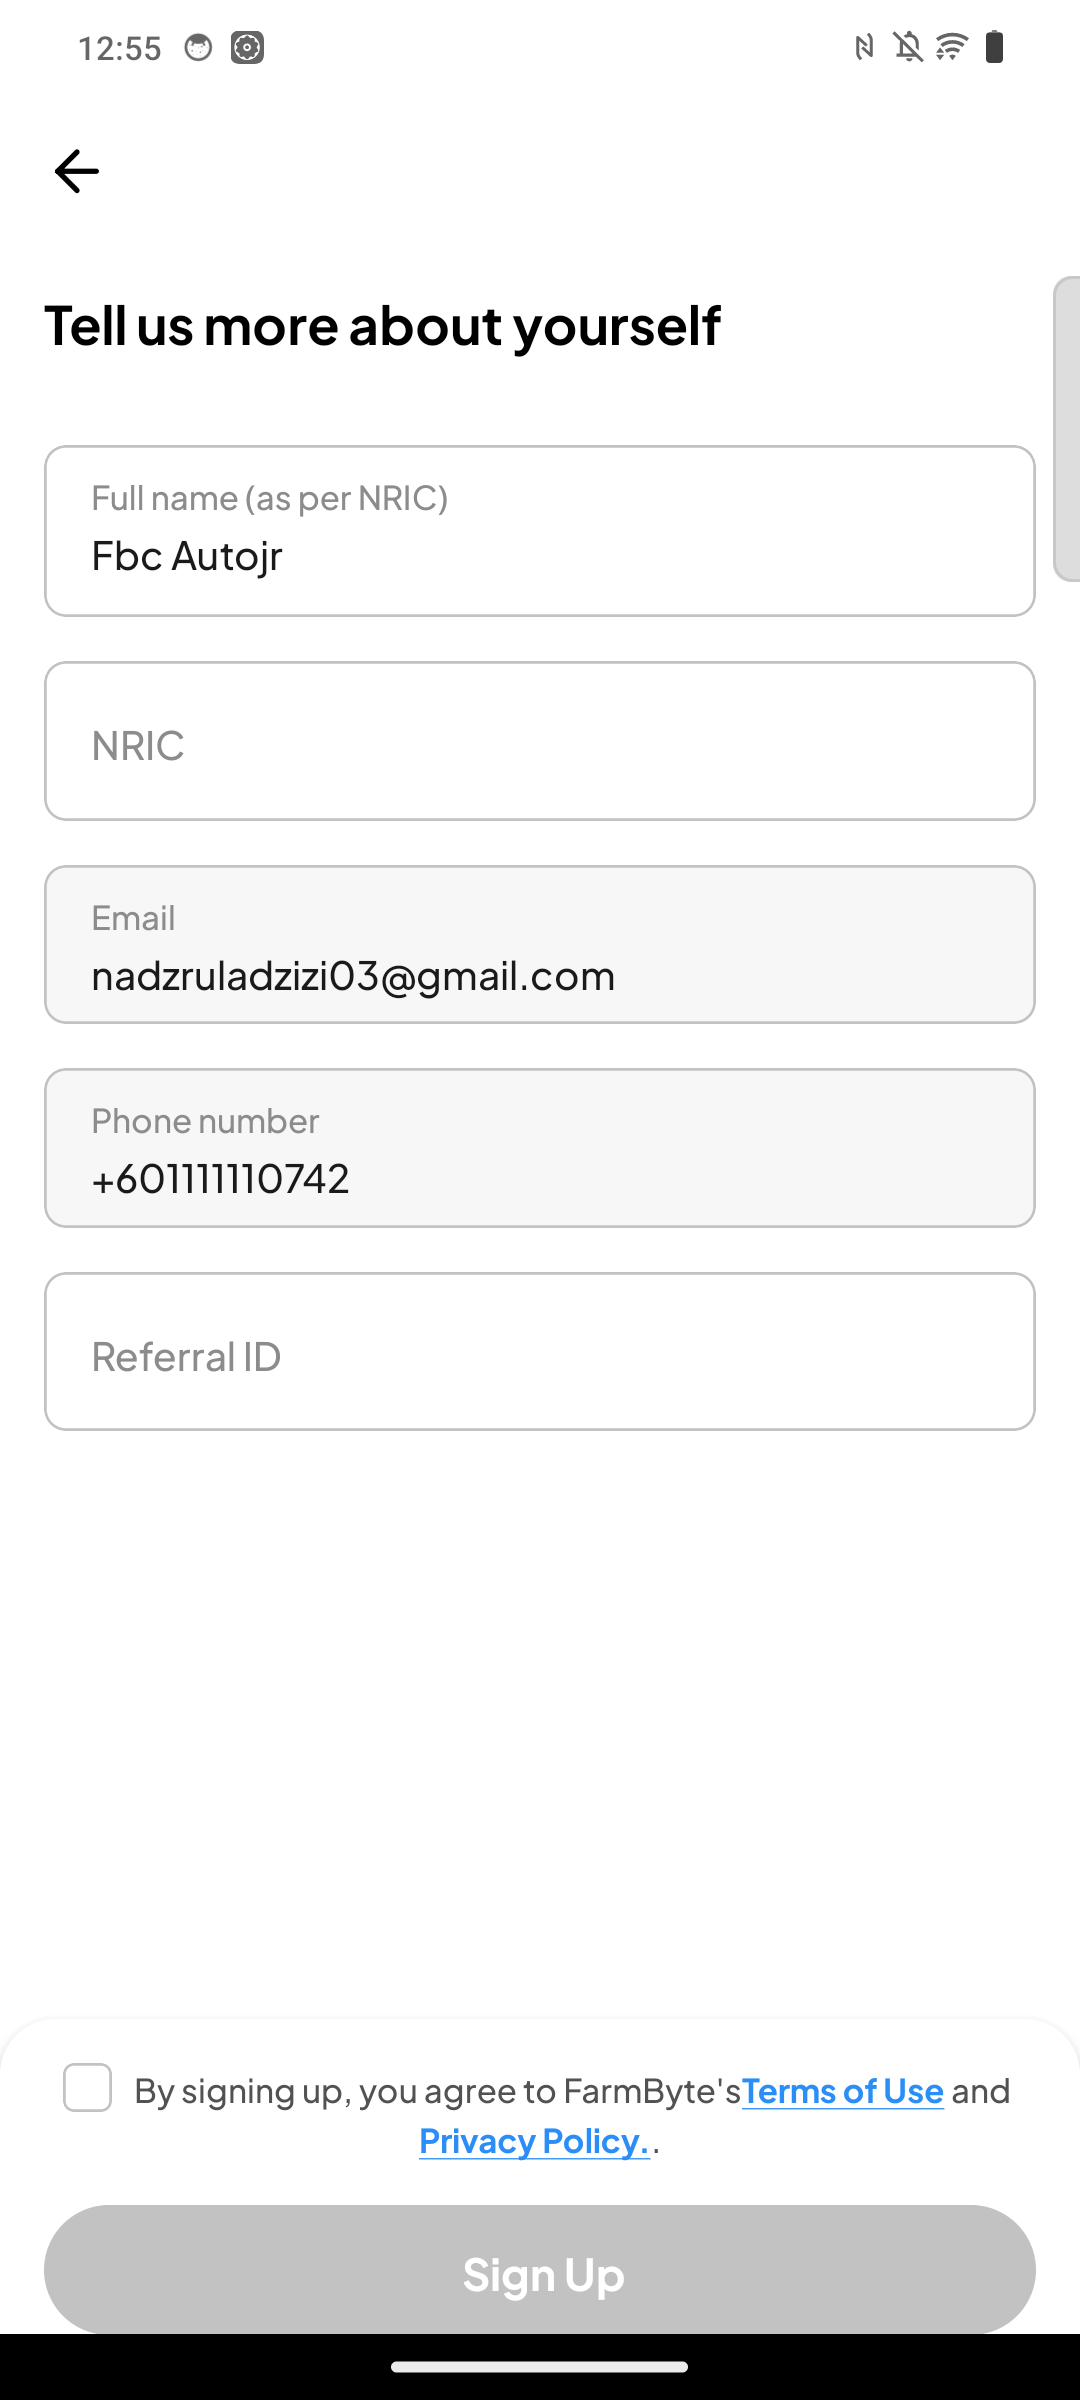 12:55
Tell us more about yourself
Full name (as per NRIC)
Fbc Autojr
NRIC
Email
nadzruladzizi03@gmail.com
Phone number
+601111110742
Referral ID
By signing up, you agree to FarmByte'sTerms of Use and
Privacy Policy..
Sign Up